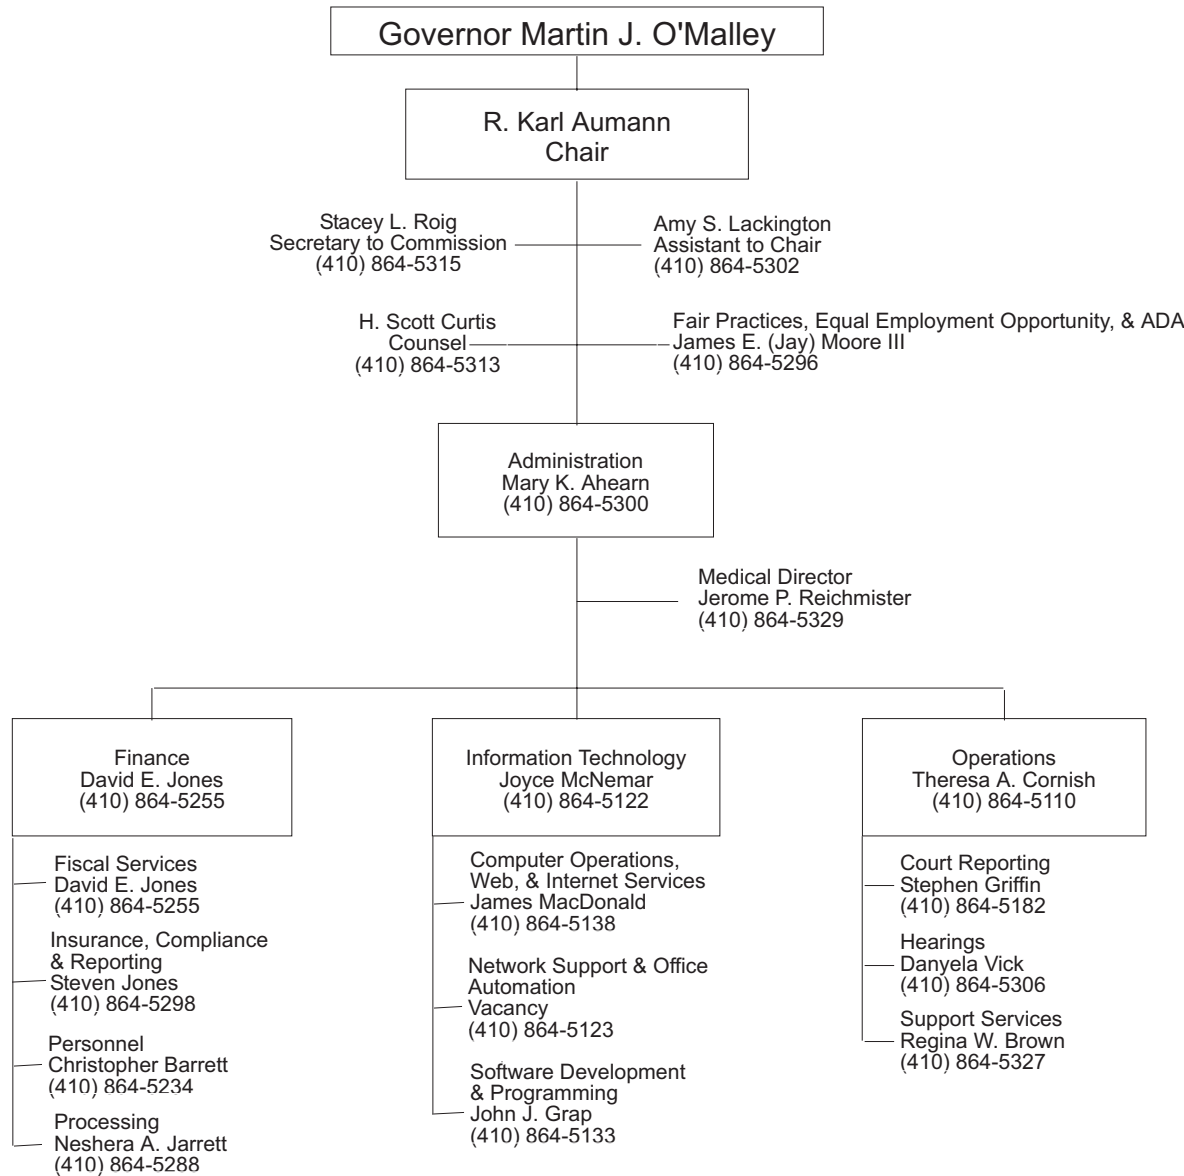 Governor Martin J. O'Malley
R. Karl Aumann
Chair
Stacey L. Roig
Secretary to Commission
(410) 864-5315
Amy S. Lackington
Assistant to Chair
(410) 864-5302
H. Scott Curtis
Counsel
(410) 864-5313
Fair Practices, Equal Employment Opportunity, & ADA
James E. (Jay) Moore III
(410) 864-5296
Administration
Mary K. Ahearn
(410) 864-5300
Medical Director
Jerome P. Reichmister
(410) 864-5329
Finance
David E. Jones
(410) 864-5255
Fiscal Services
David E. Jones
(410) 864-5255
Insurance, Compliance
& Reporting
Steven Jones
(410) 864-5298
Personnel
Christopher Barrett
(410) 864-5234
Processing
Neshera A. Jarrett
(410) 864-5288
Information Technology
Joyce McNemar
(410) 864-5122
Computer Operations,
Web, & Internet Services
James MacDonald
(410) 864-5138
Network Support & Office
Automation
Vacancy
(410) 864-5123
Software Development
& Programming
John J. Grap
(410) 864-5133
Operations
Theresa A. Cornish
(410) 864-5110
Court Reporting
Stephen Griffin
(410) 864-5182
Hearings
Danyela Vick
(410) 864-5306
Support Services
Regina W. Brown
(410) 864-5327